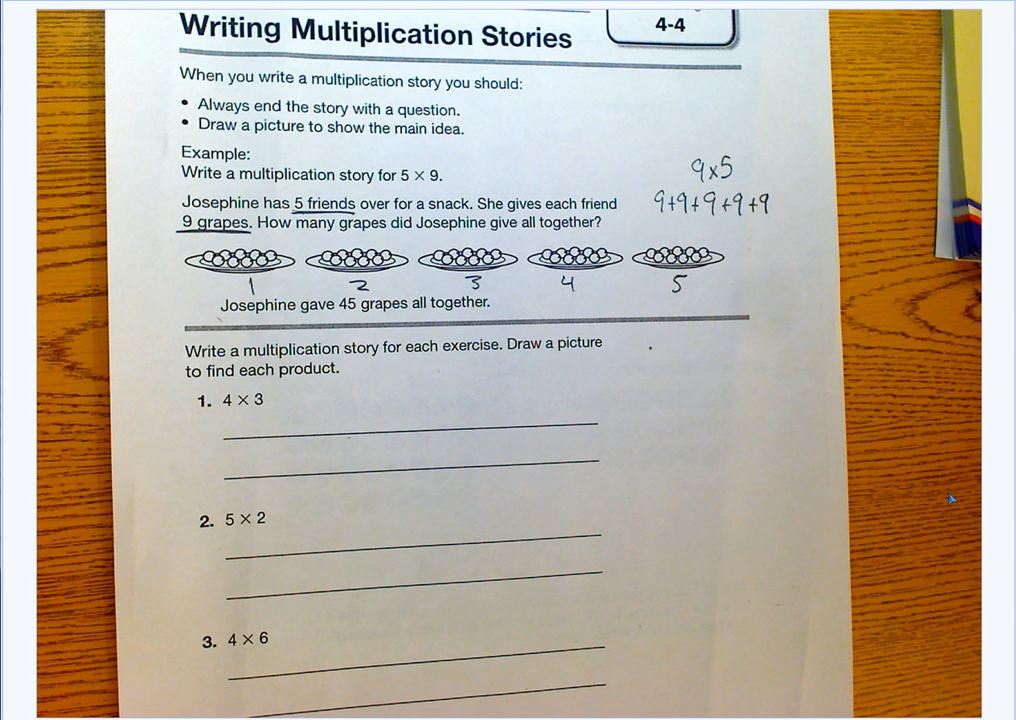 Writing Multiplication Stories
4-4
When you write a multiplication story you should:
• Always end the story with a question.
• Draw a picture to show the main idea.
Example:
Write a multiplication story for 5 × 9.
9x5
Josephine has 5 friends over for a snack. She gives each friend
9+9+9+9+9
9 grapes. How many grapes did Josephine give all together?
1 2 3 4 5
Josephine gave 45 grapes all together.
Write a multiplication story for each exercise. Draw a picture
to find each product.
1. 4 × 3
2. 5 × 2
3. 4 × 6